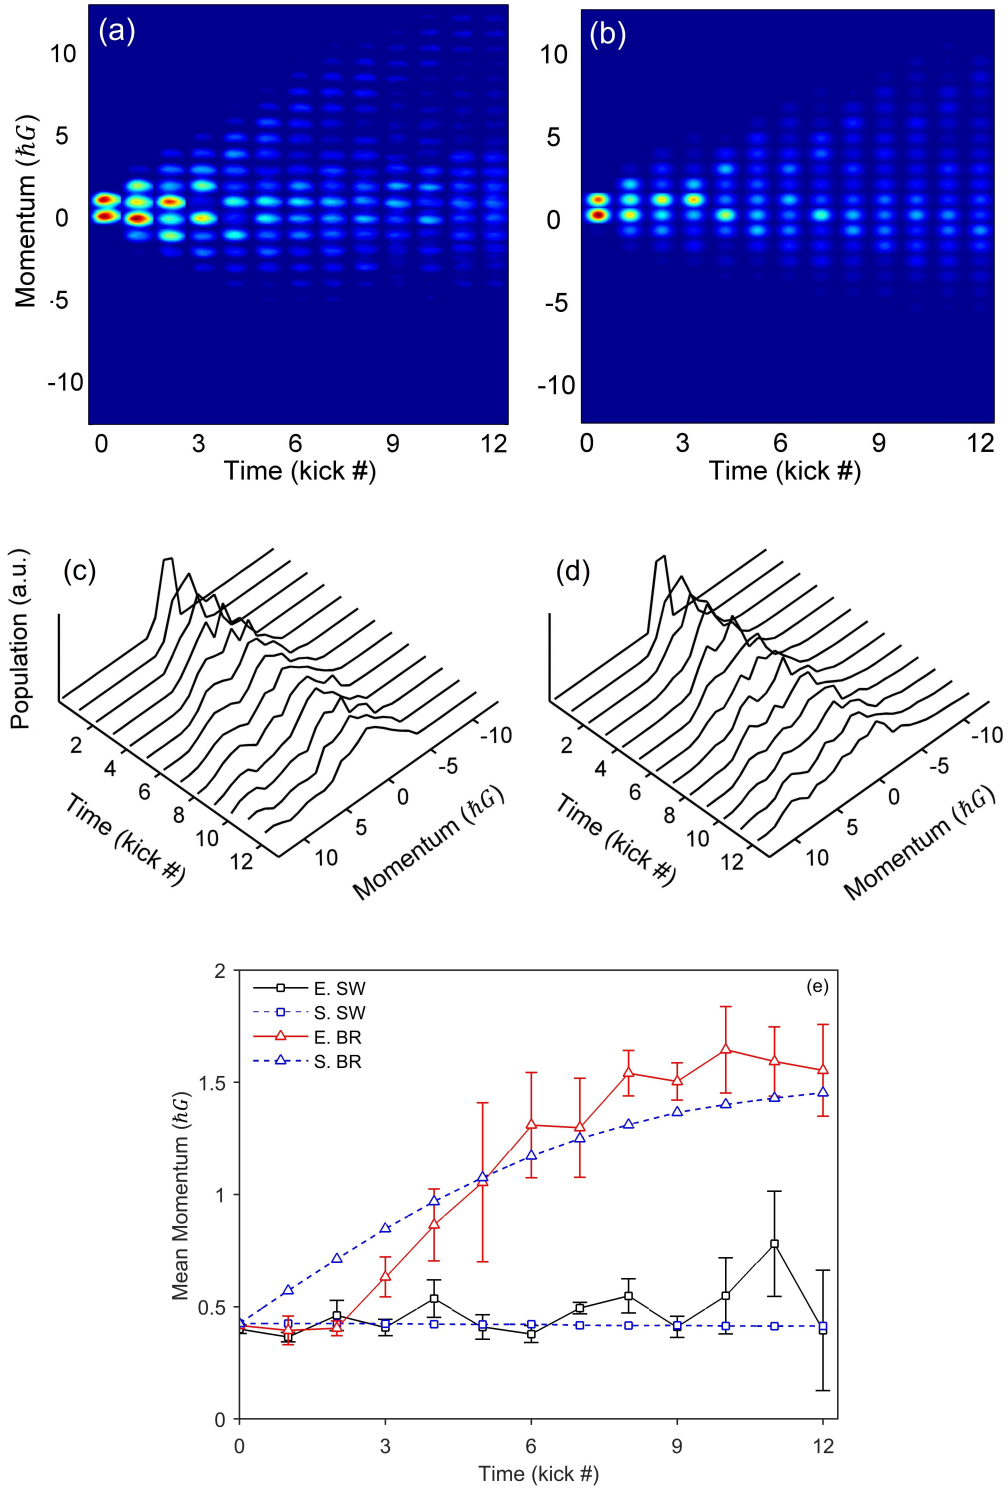 (a)
10
5
0
-5
-10
Momentum (ℏG)
0 3 6 9 12
Time (kick #)
(b)
10
5
0
-5
-10
0 3 6 9 12
Time (kick #)
(c)
Population (a.u.)
2
4
6
8
10
12
Time (kick #)
-10
-5
0
5
10
Momentum (ℏG)
(d)
2
4
6
8
10
12
Time (kick #)
-10
-5
0
5
10
Momentum (ℏG)
(e)
E. SW
S. SW
E. BR
S. BR
2
1.5
1
0.5
0
Mean Momentum (ℏG)
0 3 6 9 12
Time (kick #)